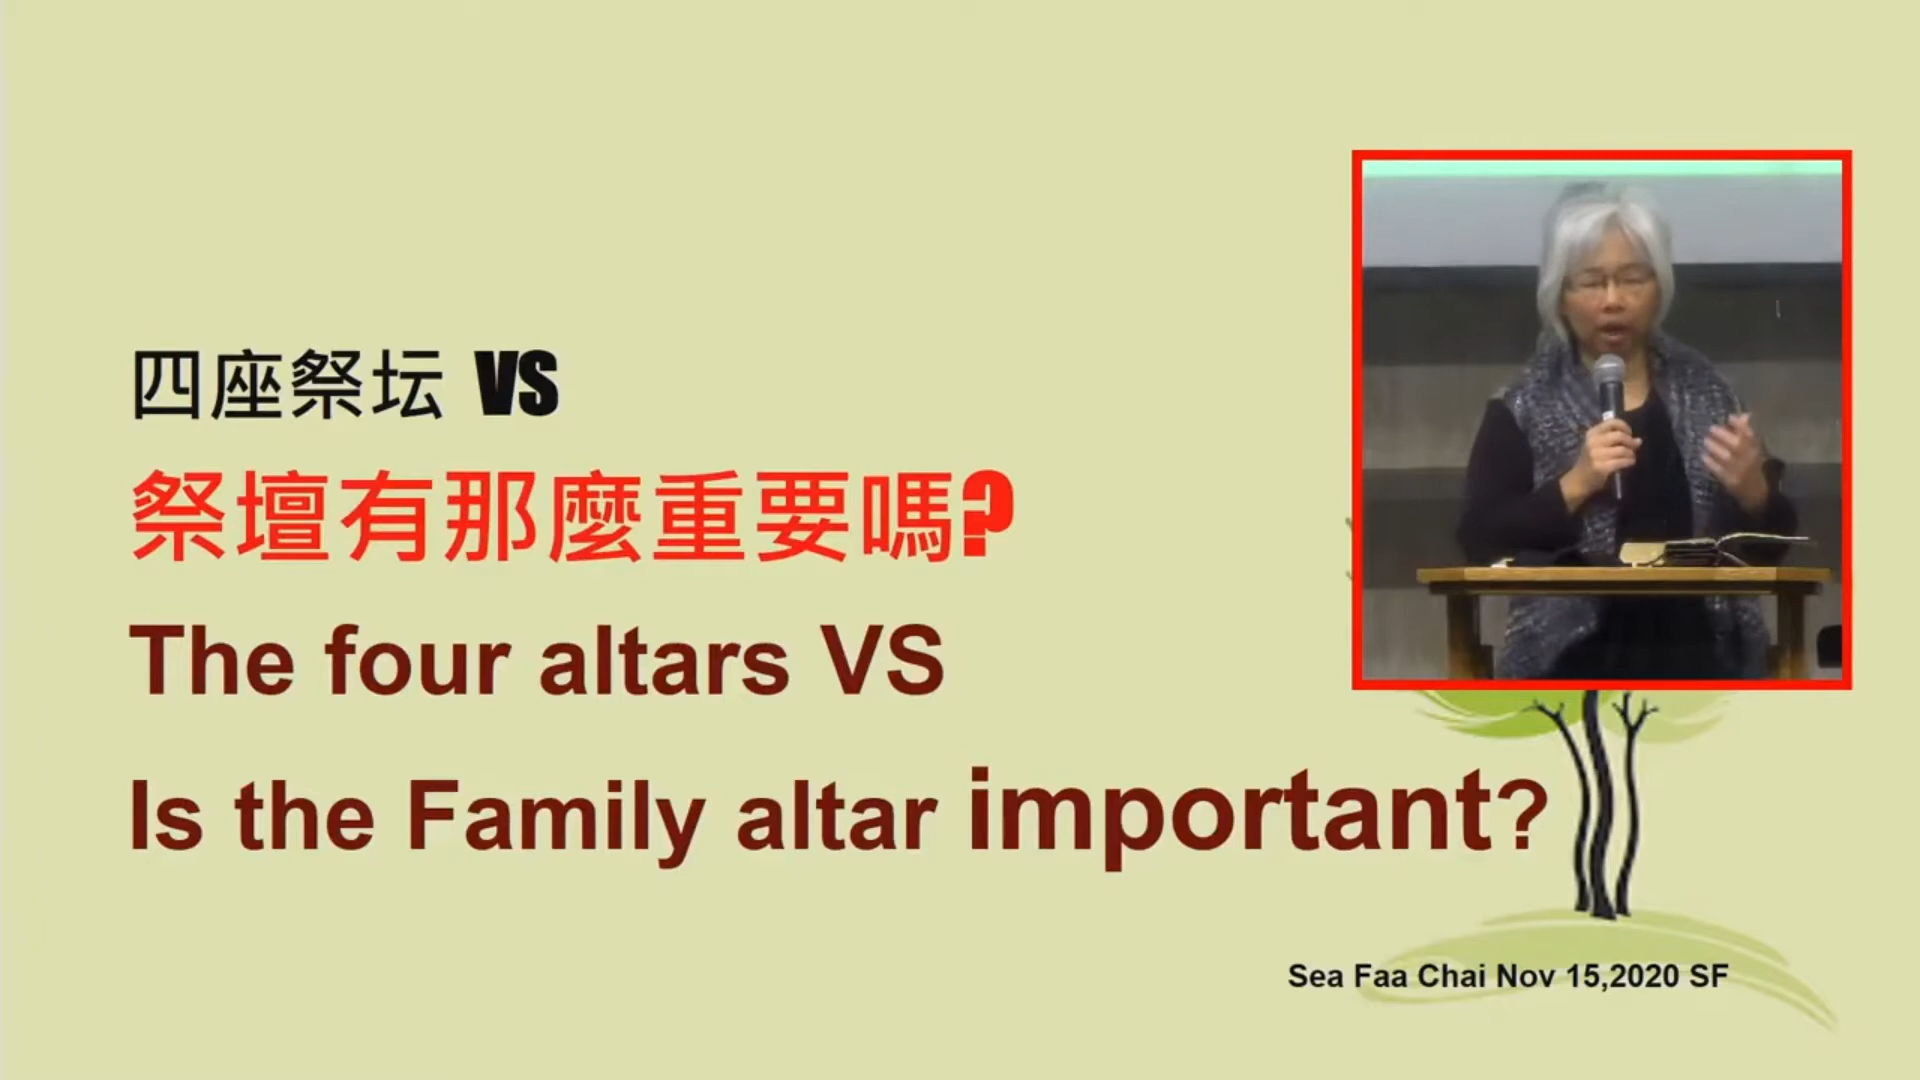 四座祭坛 VS
祭壇有那麼重要嗎?
The four altars VS
Is the Family altar important?
Sea Faa Chai Nov 15,2020 SF